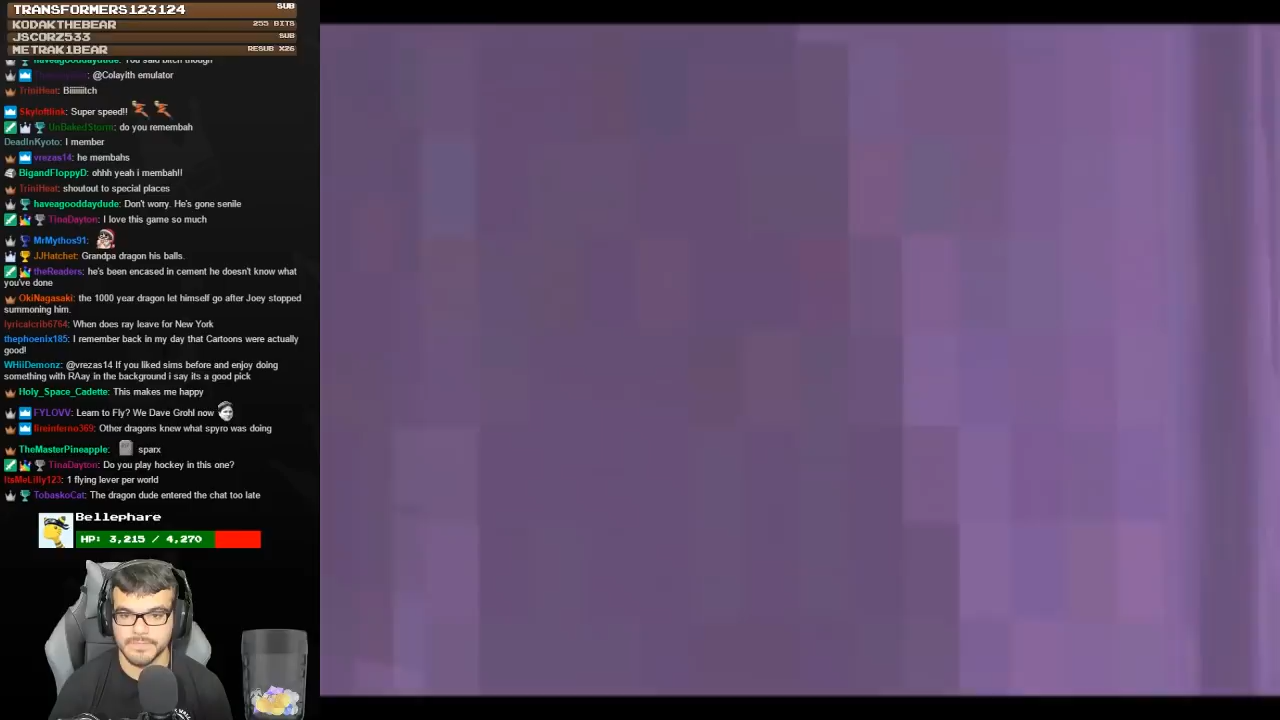 TRANSFORMERS123124 SUB
KODAKTHEBEAR 255 BITS
JSCORZ533 SUB
METRAK1BEAR RESUB X26
haveagooddaydude: You said bitch though
: @Colayith emulator
TriniHeat: Biiiiiiitch
Skyloftlink: Super speed!!
UnBakedStorm: do you remembah
DeadInKyoto: I member
vrezas14: he membahs
BigandFloppyD: ohhh yeah i membah!!
TriniHeat: shoutout to special places
haveagooddaydude: Don't worry. He's gone senile
TinaDayton: I love this game so much
MrMythos91:
JJHatchet: Grandpa dragon his balls.
theReaders: he's been encased in cement he doesn't know what
you've done
OkiNagasaki: the 1000 year dragon let himself go after Joey stopped
summoning him.
lyricalcrib6764: When does ray leave for New York
thephoenix185: I remember back in my day that Cartoons were actually
good!
WHiiDemonz: @vrezas14 If you liked sims before and enjoy doing
something with RAay in the background i say its a good pick
Holy_Space_Cadette: This makes me happy
FYLOVV: Learn to Fly? We Dave Grohl now
fireinferno369: Other dragons knew what spyro was doing
TheMasterPineapple: sparx
TinaDayton: Do you play hockey in this one?
ItsMeLilly123: 1 flying lever per world
TobaskoCat: The dragon dude entered the chat too late
Bellephare
HP: 3,215 / 4,270